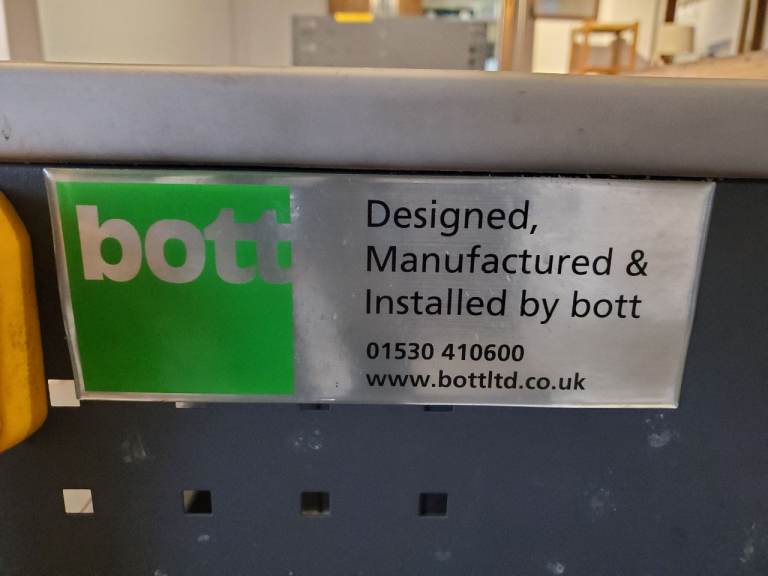 bott
Designed,
Manufactured &
Installed by bott
01530 410600
www.bottltd.co.uk